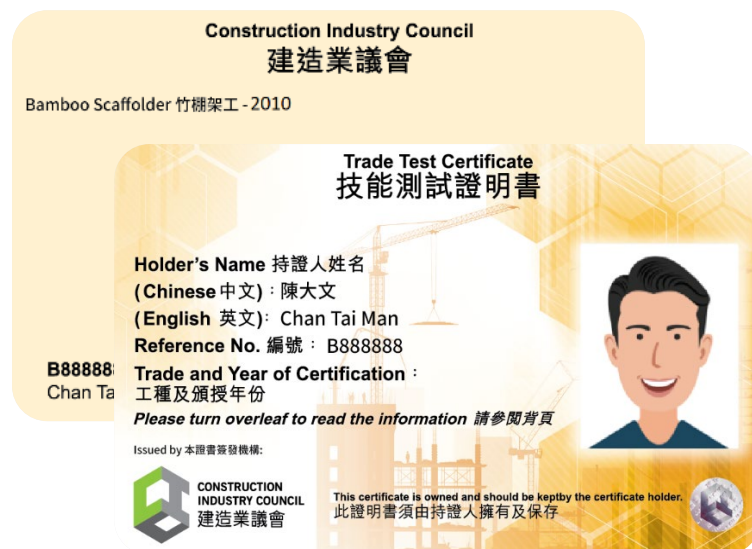 Construction Industry Council
建造業議會
Bamboo Scaffolder 竹棚架工 - 2010
B88888
Chan Ta
Trade Test Certificate
技能測試證明書
Holder's Name 持證人姓名
(Chinese 中文)：陳大文
(English 英文): Chan Tai Man
Reference No. 編號： B888888
Trade and Year of Certification：
工種及頒授年份
Please turn overleaf to read the information 請參閱背頁
Issued by 本證書簽發機構:
CONSTRUCTION
INDUSTRY COUNCIL
建造業議會
This certificate is owned and should be keptby the certificate holder.
此證明書須由持證人擁有及保存